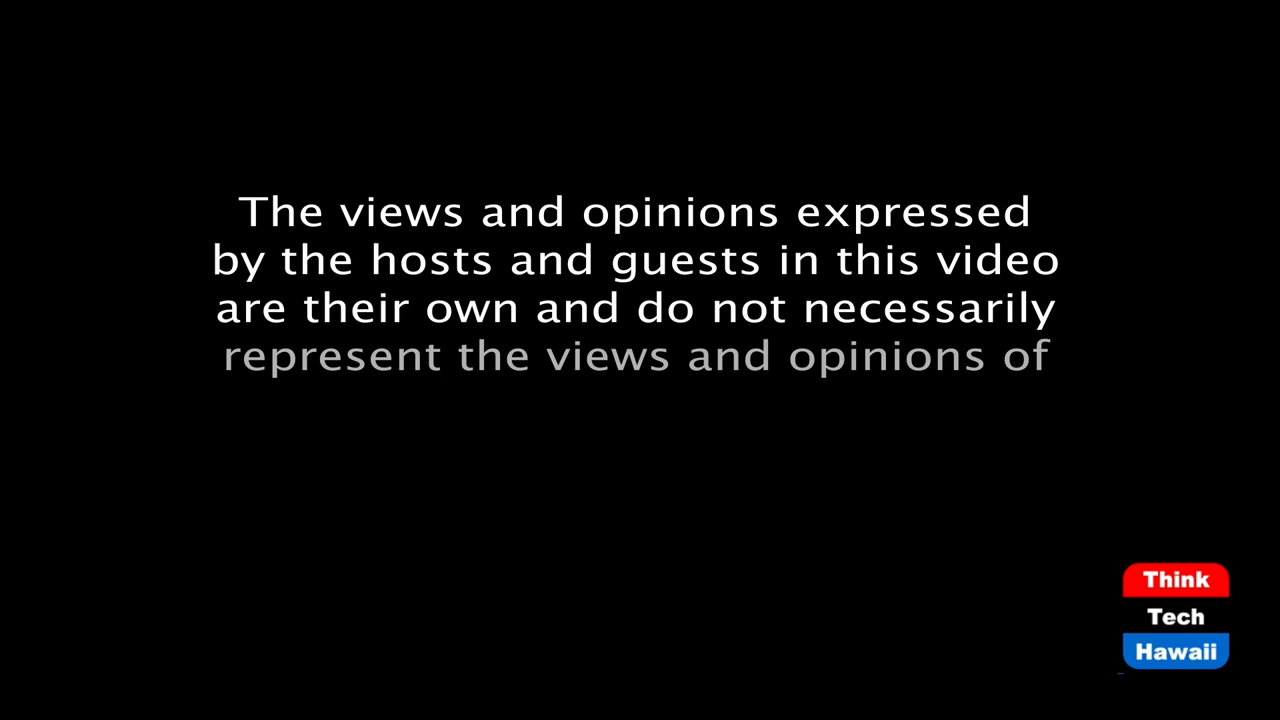 The views and opinions expressed
by the hosts and guests in this video
are their own and do not necessarily
represent the views and opinions of
Think
Tech
Hawaii